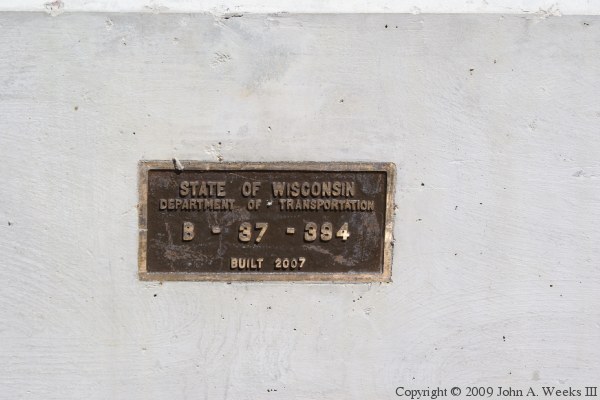 STATE OF WISCONSIN
DEPARTMENT OF TRANSPORTATION
B - 37 - 394
BUILT 2007
Copyright © 2009 John A. Weeks III